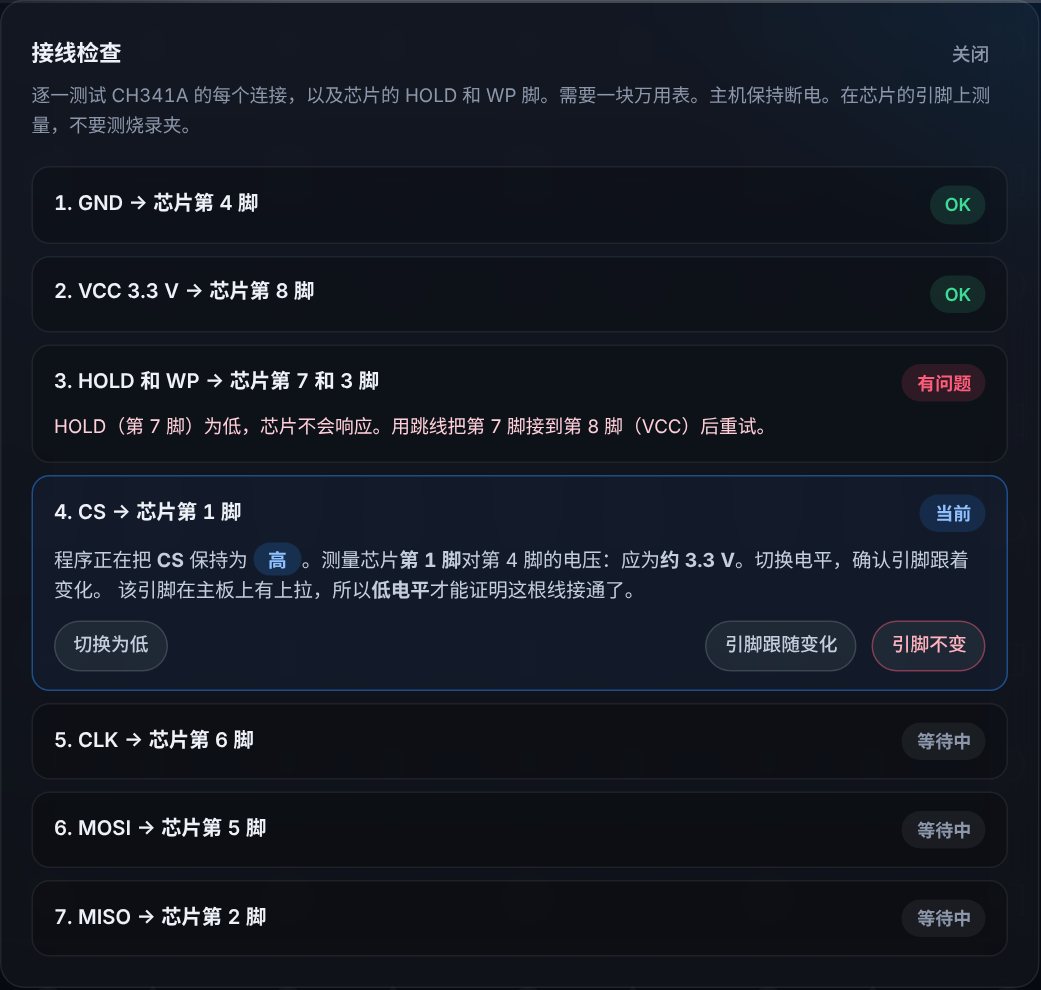 接线检查
关闭
逐一测试 CH341A 的每个连接，以及芯片的 HOLD 和 WP 脚。需要一块万用表。主机保持断电。在芯片的引脚上测
量，不要测烧录夹。
1. GND → 芯片第 4 脚
OK
2. VCC 3.3 V → 芯片第 8 脚
OK
3. HOLD 和 WP → 芯片第 7 和 3 脚
有问题
HOLD（第 7 脚）为低，芯片不会响应。用跳线把第 7 脚接到第 8 脚（VCC）后重试。
4. CS → 芯片第 1 脚
当前
程序正在把 CS 保持为 高 。测量芯片第 1 脚对第 4 脚的电压：应为约 3.3 V。切换电平，确认引脚跟着
变化。 该引脚在主板上有上拉，所以低电平才能证明这根线接通了。
切换为低
引脚跟随变化
引脚不变
5. CLK → 芯片第 6 脚
等待中
6. MOSI → 芯片第 5 脚
等待中
7. MISO → 芯片第 2 脚
等待中